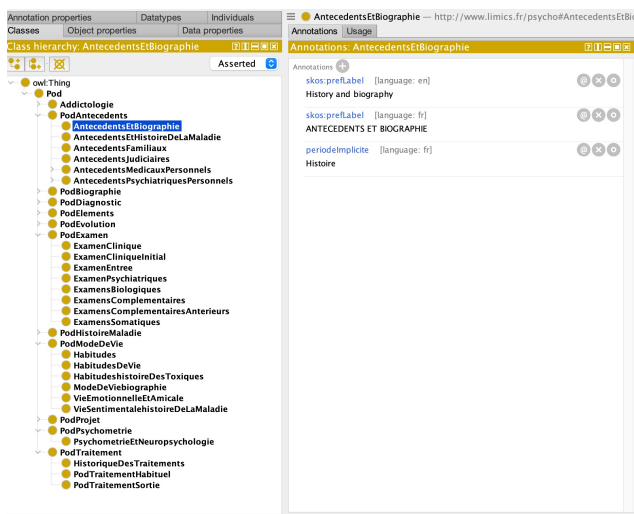 Annotation properties Datatypes Individuals
Classes Object properties Data properties
Class hierarchy: AntecedentsEtBiographie
Asserted
owl:Thing
Pod
Addictologie
PodAntecedents
AntecedentsEtBiographie
AntecedentsEtHistoireDeLaMaladie
AntecedentsFamiliaux
AntecedentsJudiciaires
AntecedentsMedicauxPersonnels
AntecedentsPsychiatriquesPersonnels
PodBiographie
PodDiagnostic
PodElements
PodEvolution
PodExamen
ExamenClinique
ExamenCliniqueInitial
ExamenEntree
ExamenPsychiatriques
ExamensBiologiques
ExamensComplementaires
ExamensComplementairesAnterieurs
ExamensSomatiques
PodHistoireMaladie
PodModeDeVie
Habitudes
HabitudesDeVie
HabitudeshistoireDesToxiques
ModeDeViebiographie
VieEmotionnelleEtAmicale
VieSentimentalehistoireDeLaMaladie
PodProjet
PodPsychometrie
PsychometrieEtNeuropsychologie
PodTraitement
HistoriqueDesTraitements
PodTraitementHabituel
PodTraitementSortie
AntecedentsEtBiographie — http://www.limics.fr/psycho#AntecedentsEtBi
Annotations Usage
Annotations: AntecedentsEtBiographie
Annotations
skos:prefLabel [language: en]
History and biography
skos:prefLabel [language: fr]
ANTECEDENTS ET BIOGRAPHIE
periodeImplicite [language: fr]
Histoire